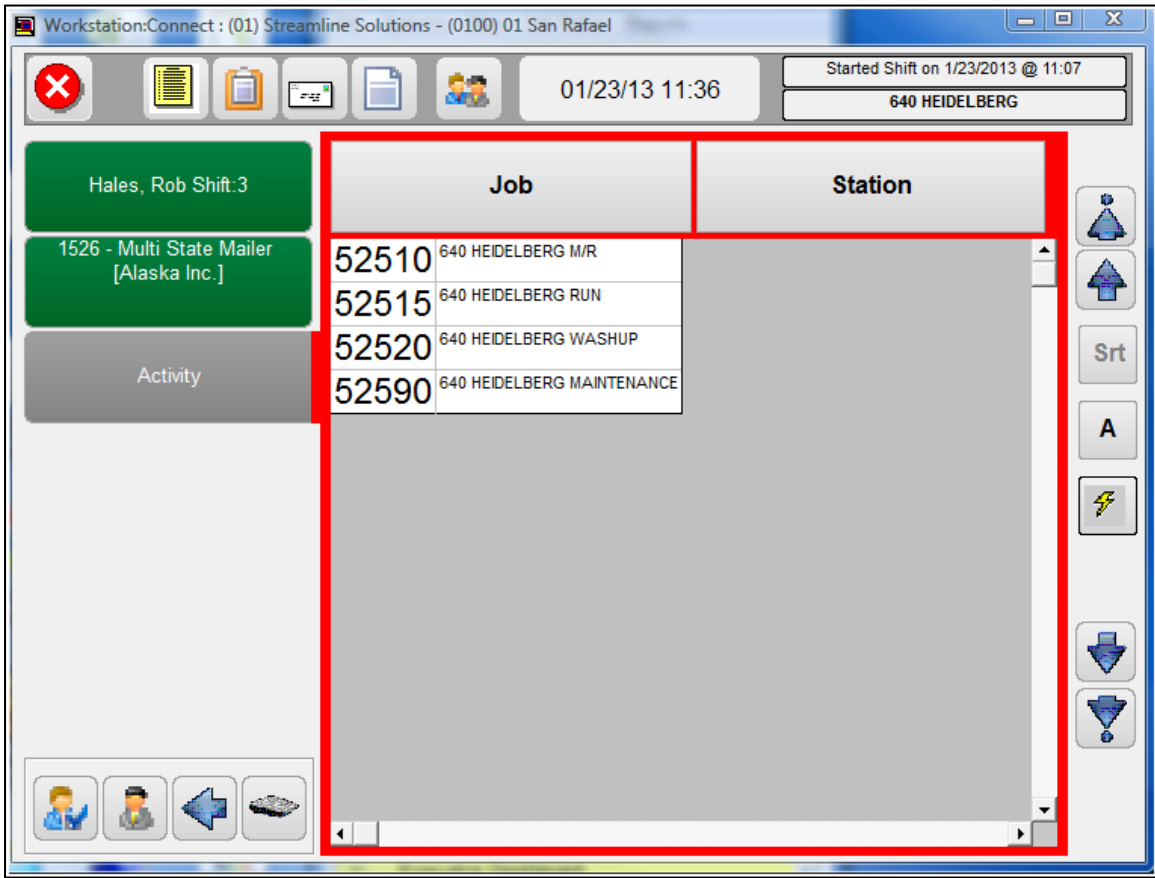 Workstation:Connect : (01) Streamline Solutions - (0100) 01 San Rafael
01/23/13 11:36
Started Shift on 1/23/2013 @ 11:07
640 HEIDELBERG
Hales, Rob Shift:3
1526 - Multi State Mailer
[Alaska Inc.]
Activity
Job
Station
52510 640 HEIDELBERG M/R
52515 640 HEIDELBERG RUN
52520 640 HEIDELBERG WASHUP
52590 640 HEIDELBERG MAINTENANCE
Srt
A